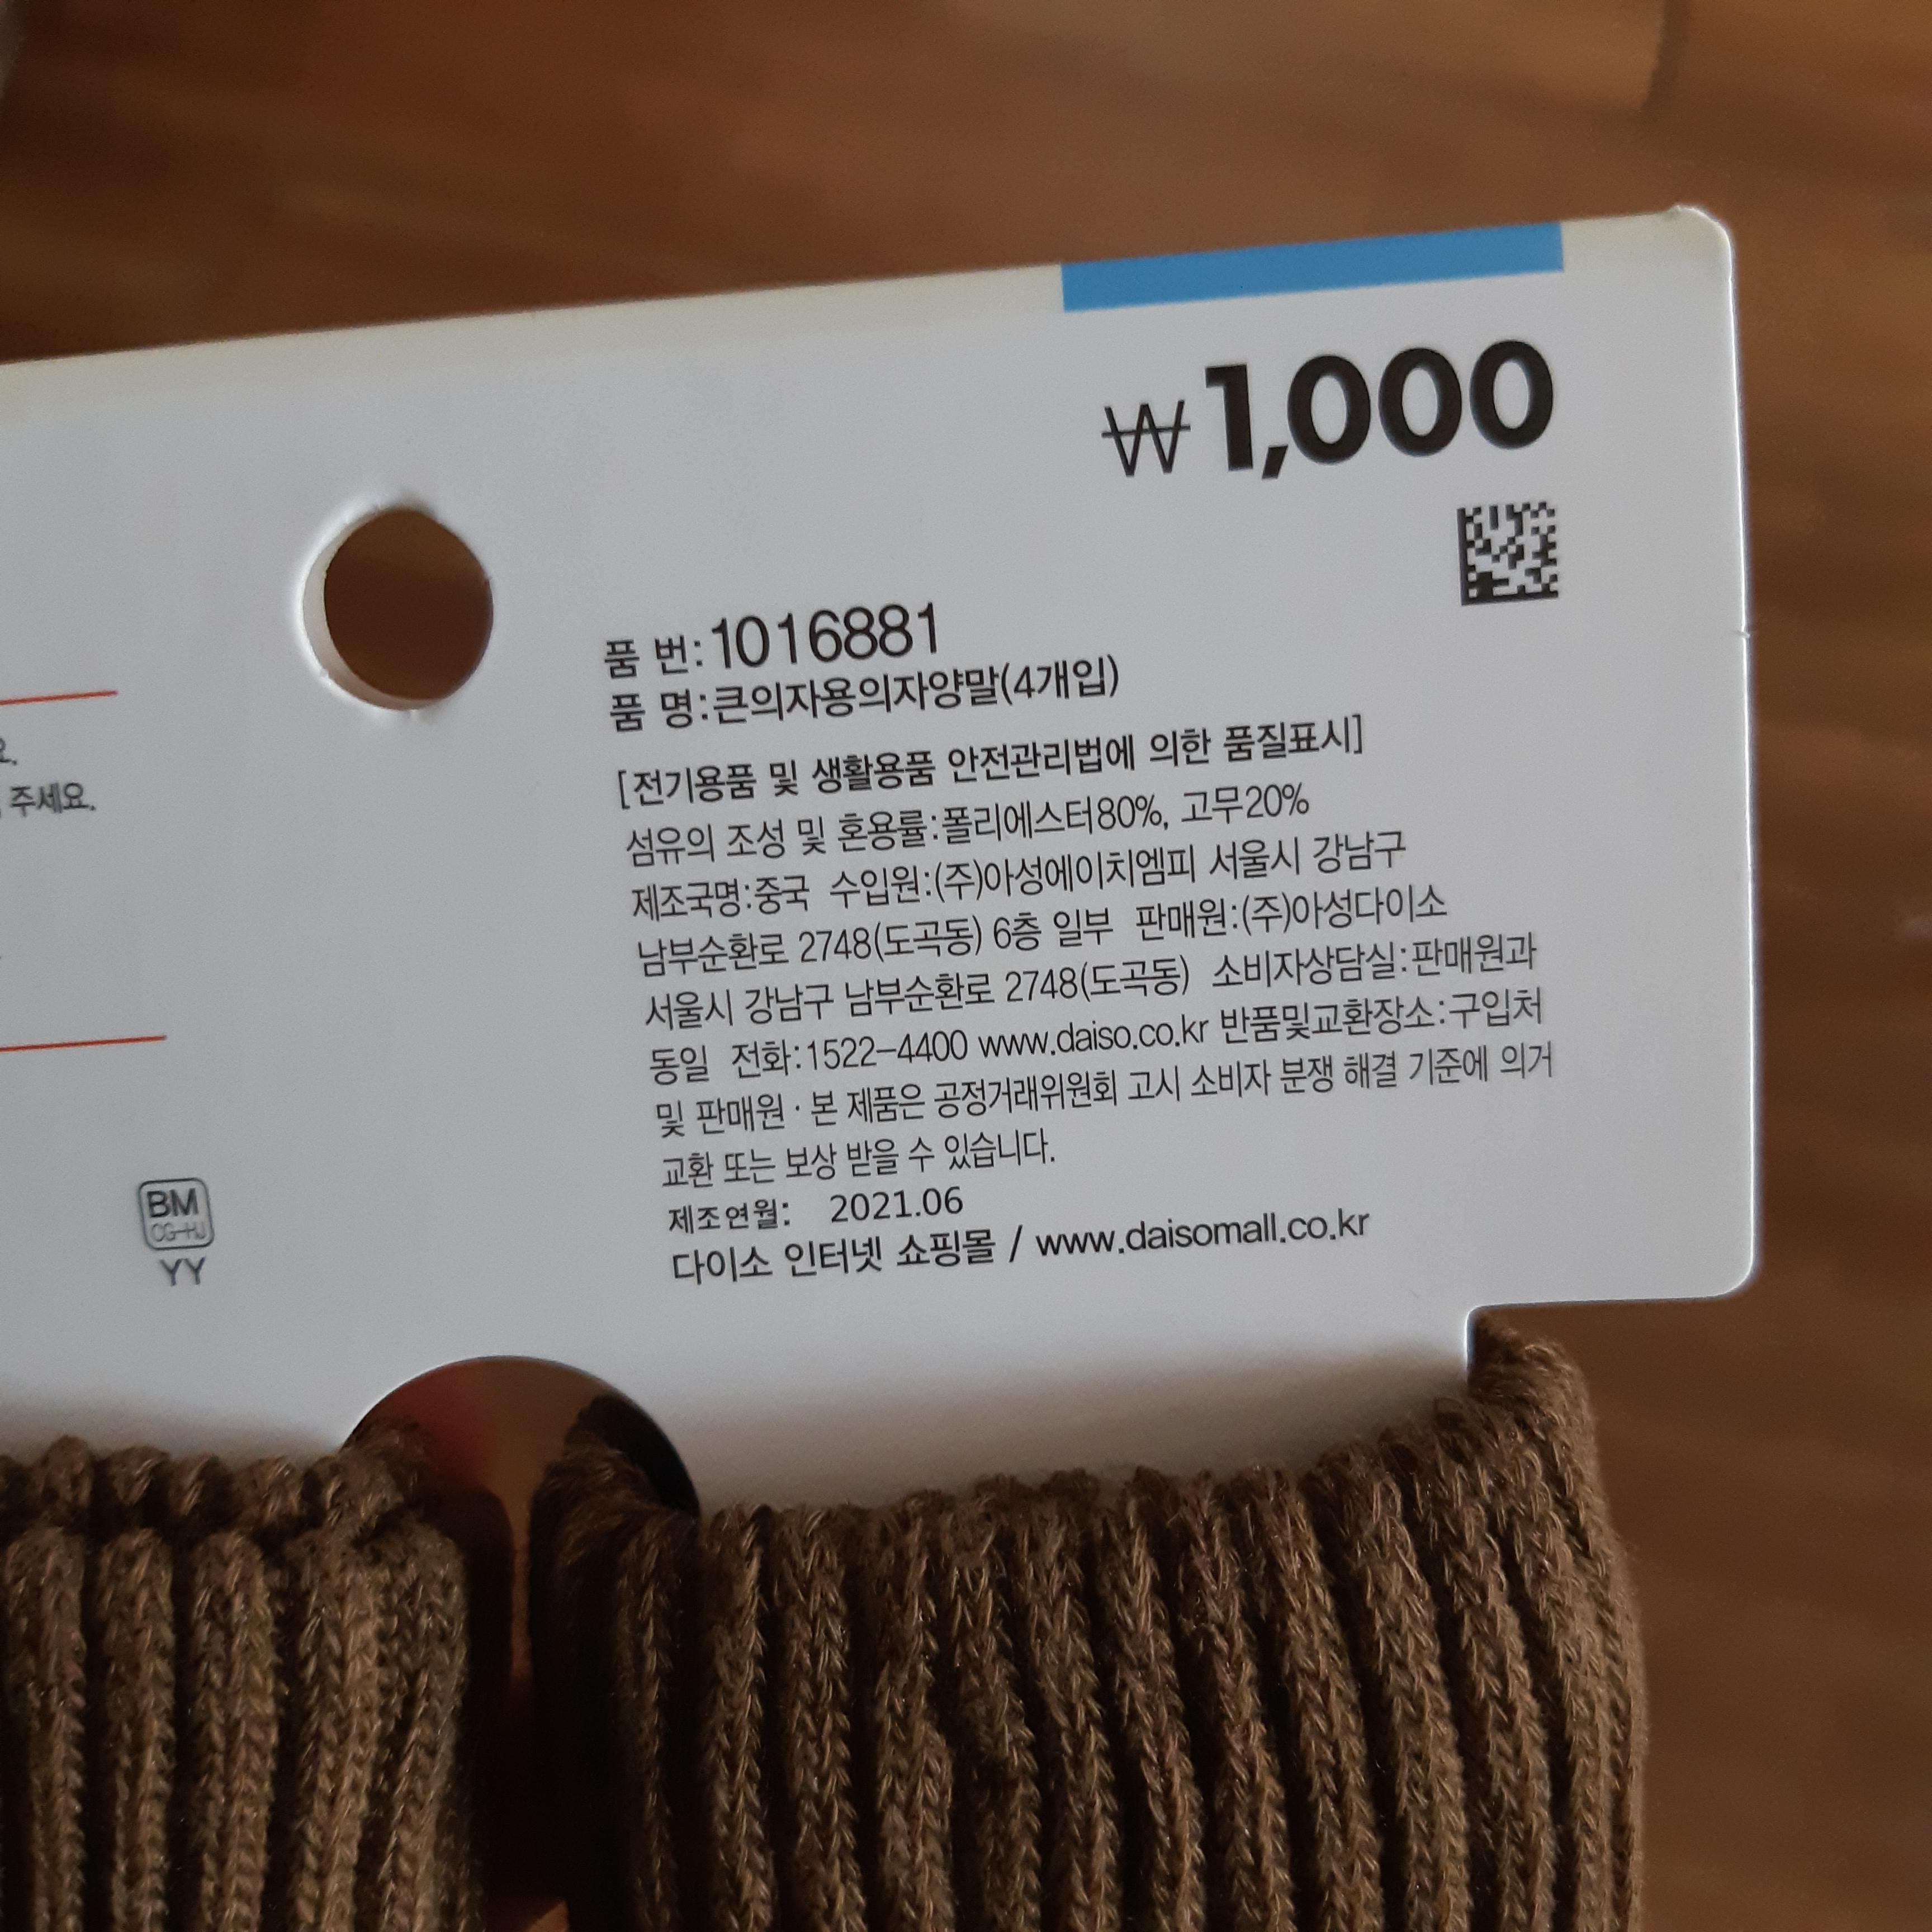 ₩1,000
품 번:1016881
품 명:큰의자용의자양말(4개입)
[전기용품 및 생활용품 안전관리법에 의한 품질표시]
섬유의 조성 및 혼용률:폴리에스터80%, 고무20%
제조국명:중국 수입원:(주)아성에이치엠피 서울시 강남구
남부순환로 2748(도곡동) 6층 일부 판매원:(주)아성다이소
서울시 강남구 남부순환로 2748(도곡동) 소비자상담실:판매원과
동일 전화:1522-4400 www.daiso.co.kr 반품및교환장소:구입처
및 판매원 · 본 제품은 공정거래위원회 고시 소비자 분쟁 해결 기준에 의거
교환 또는 보상 받을 수 있습니다.
제조연월: 2021.06
다이소 인터넷 쇼핑몰 / www.daisomall.co.kr
주세요.
BM
CG-HJ
YY